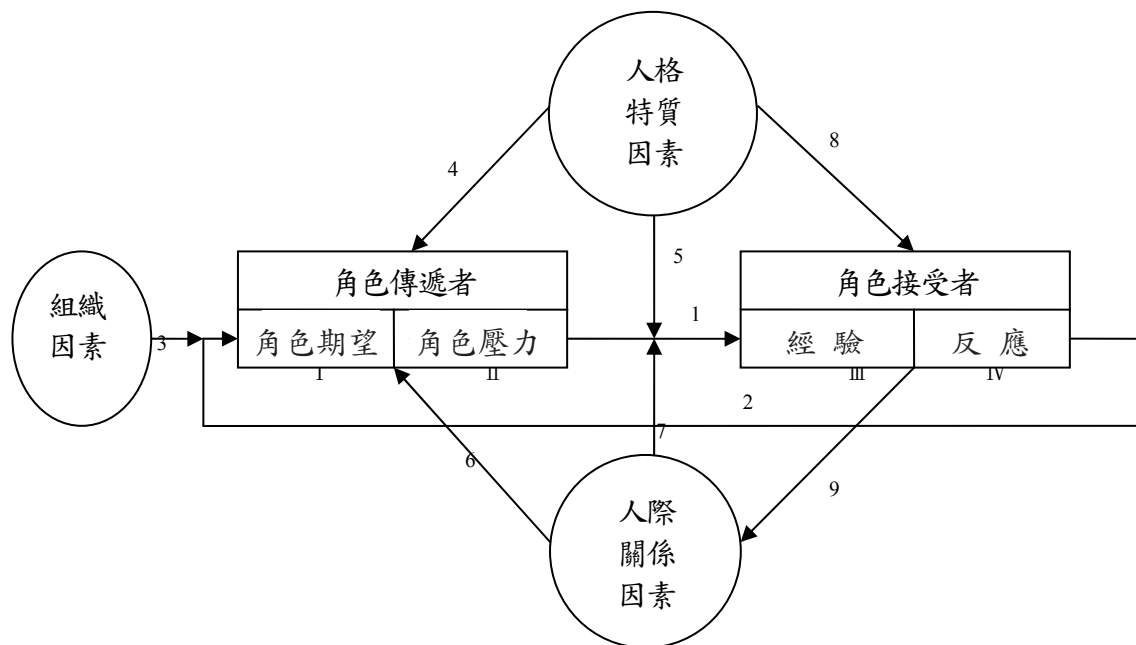 人格
特質
因素
8
4
5
角色傳遞者
角色接受者
組織
因素
3
角色期望
角色壓力
1
經 驗
反 應
I
II
III
IV
2
7
6
9
人際
關係
因素